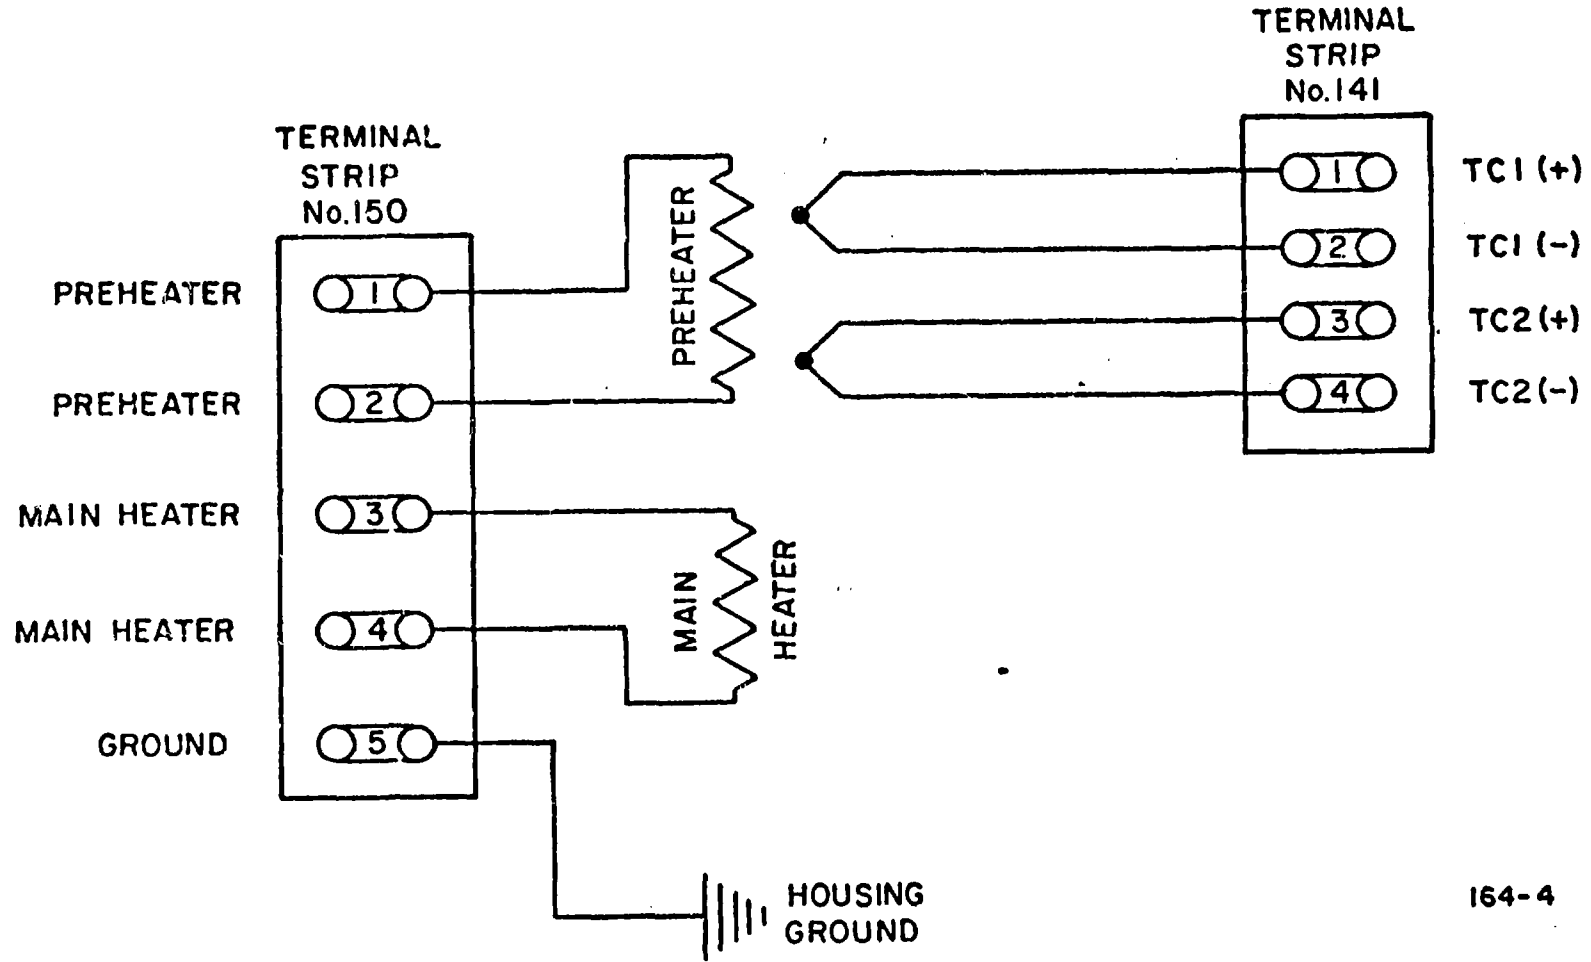 TERMINAL
STRIP
No.141
TERMINAL
STRIP
No.150
PREHEATER
1
PREHEATER
2
MAIN HEATER
3
MAIN HEATER
4
GROUND
5
PREHEATER
MAIN
HEATER
HOUSING
GROUND
1 TC1 (+)
2 TC1 (-)
3 TC2 (+)
4 TC2 (-)
164-4